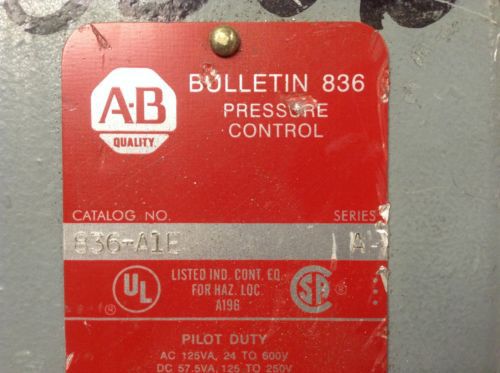 A-B
QUALITY
BULLETIN 836
PRESSURE
CONTROL
CATALOG NO. SERIES
836-A1E A
UL
LISTED IND. CONT. EQ.
FOR HAZ. LOC.
A196
SA
PILOT DUTY
AC 125VA, 24 TO 600V
DC 57.5VA, 125 TO 250V